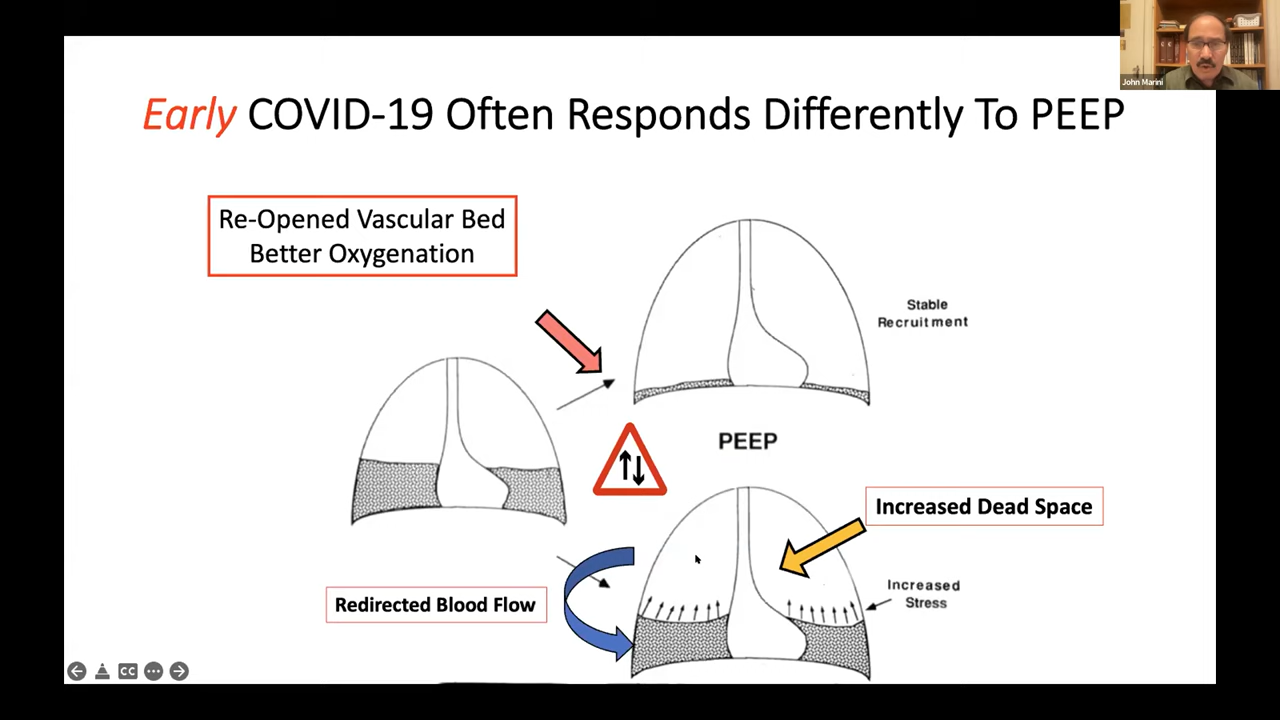 John Marini
Early COVID-19 Often Responds Differently To PEEP
Re-Opened Vascular Bed
Better Oxygenation
Stable
Recruitment
PEEP
Increased Dead Space
Increased
Stress
Redirected Blood Flow
CC